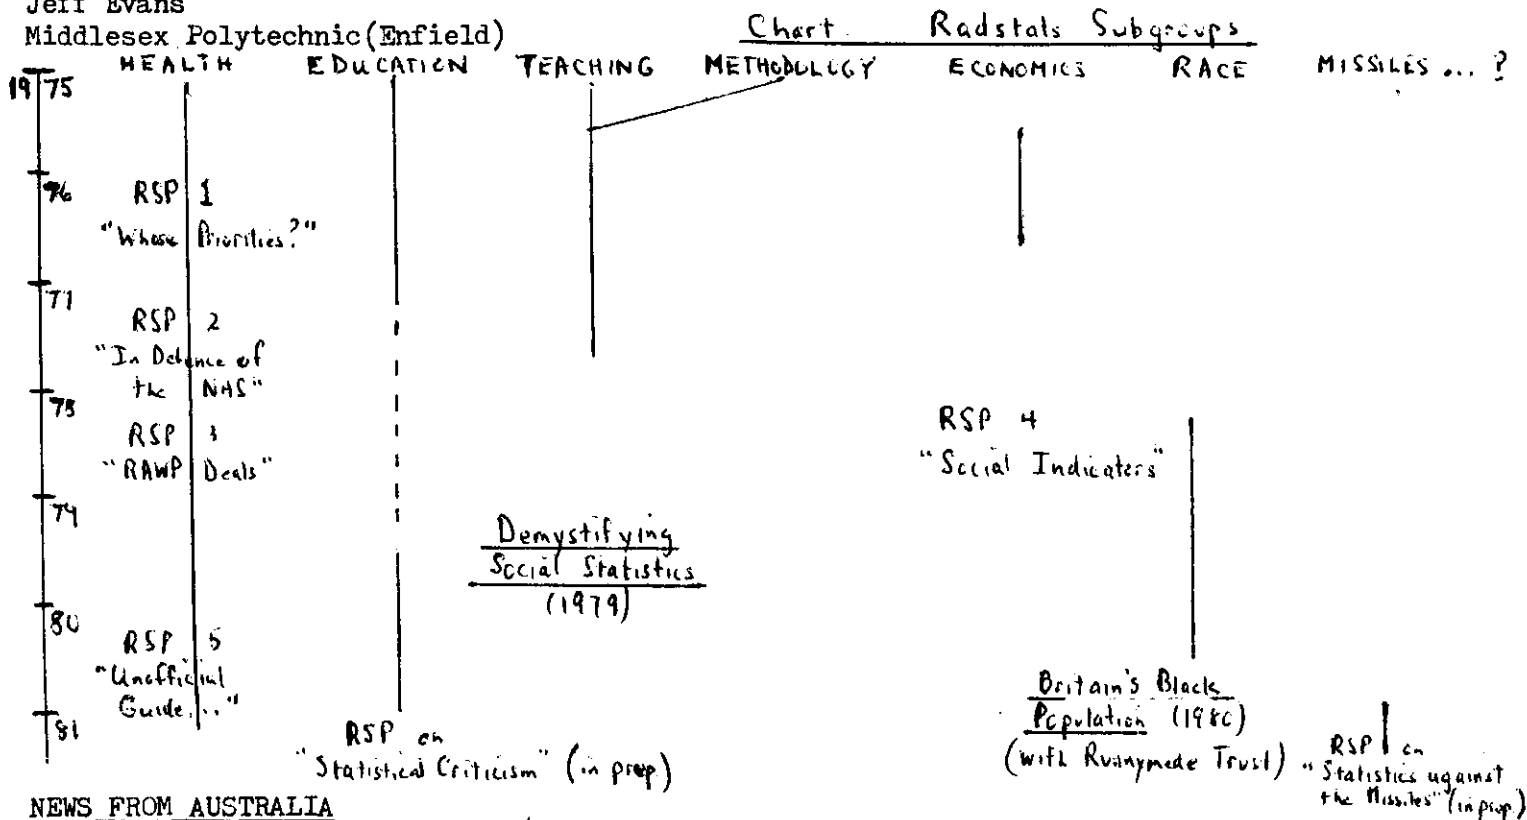 Jeff Evans
Middlesex Polytechnic(Enfield)
Chart Radstals Subgroups
HEALTH EDUCATION TEACHING METHODOLOGY ECONOMICS RACE MISSILES ... ?
19 75
76
RSP 1
"Whose Priorities?"
77
RSP 2
"In Defence of
the NHS"
78
RSP 3
"RAWP Deals"
RSP 4
"Social Indicators"
79
Demystifying
Social Statistics
(1979)
80
RSP 5
"Unofficial
Guide..."
81
RSP on
"Statistical Criticism" (in prep)
Britain's Black
Population (1980)
(with Runnymede Trust)
RSP on
"Statistics against
the Missiles" (in prep.)
NEWS FROM AUSTRALIA